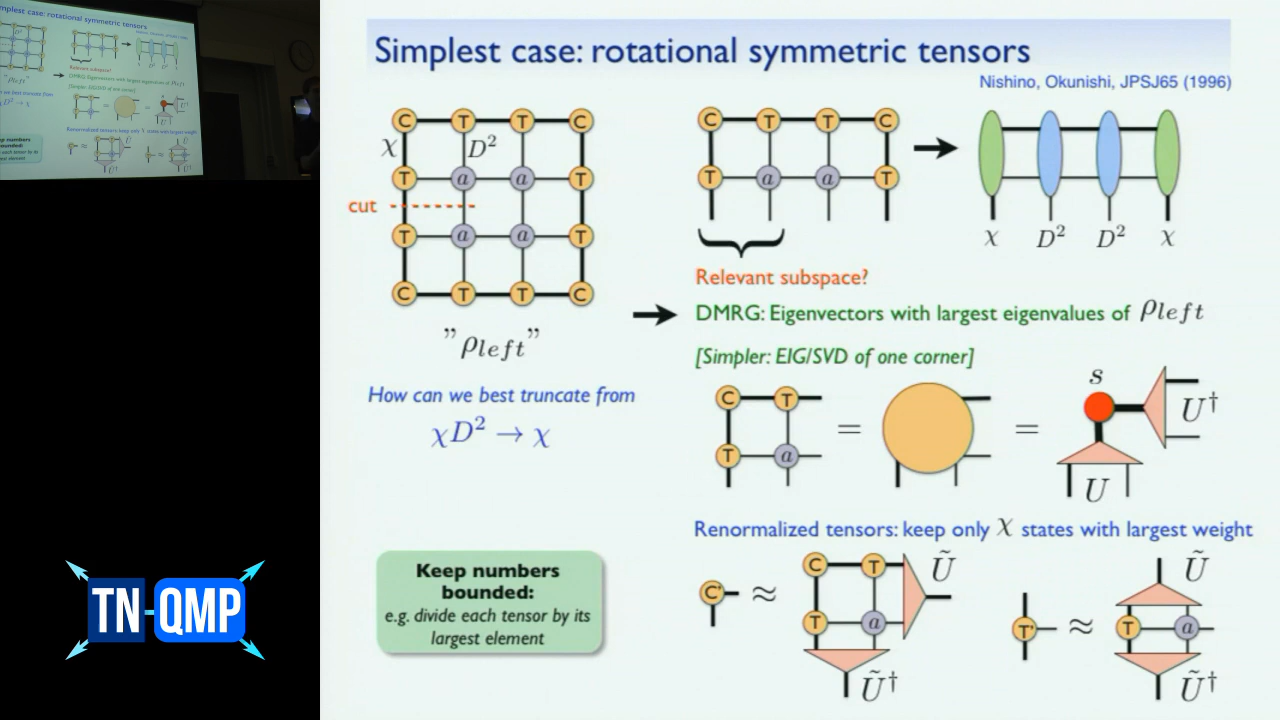 Simplest case: rotational symmetric tensors
Nishino, Okunishi, JPSJ65 (1996)
C T T C
χ D²
T a a T
cut
T a a T
C T T C
"ρleft"
How can we best truncate from
χD² → χ
Keep numbers
bounded:
e.g. divide each tensor by its
largest element
C T T C
T a a T
χ D² D² χ
Relevant subspace?
DMRG: Eigenvectors with largest eigenvalues of ρleft
[Simpler: EIG/SVD of one corner]
C T
T a
=
=
s
U†
U
Renormalized tensors: keep only χ states with largest weight
C' ≈
C T Ũ
T a
Ũ†
T' ≈
Ũ
T a
Ũ†
TN-QMP